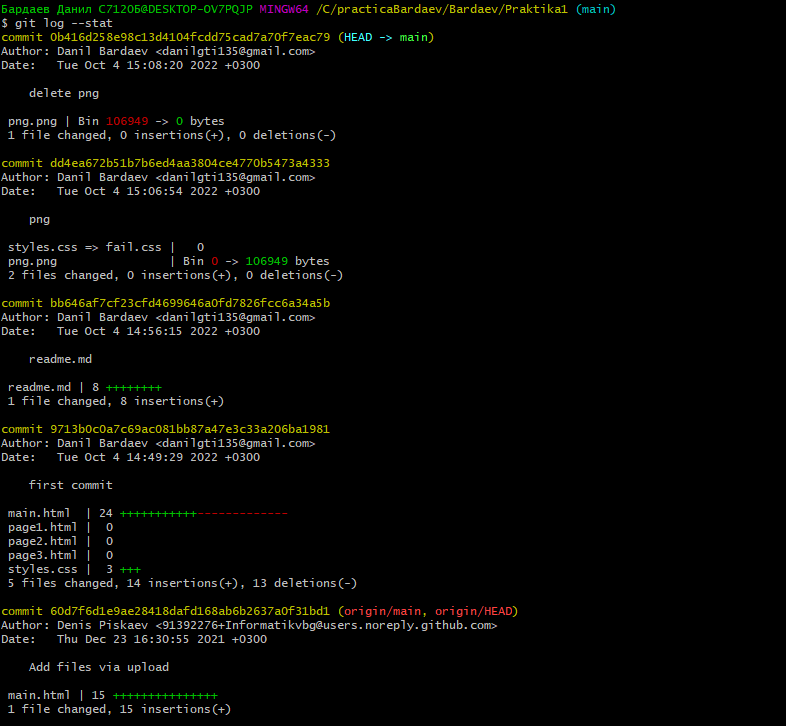 Бардаев Данил С7120Б@DESKTOP-OV7PQJP MINGW64 /C/practicaBardaev/Bardaev/Praktika1 (main)
$ git log --stat
commit 0b416d258e98c13d4104fcdd75cad7a70f7eac79 (HEAD -> main)
Author: Danil Bardaev <danilgti135@gmail.com>
Date:   Tue Oct 4 15:08:20 2022 +0300

    delete png

 png.png | Bin 106949 -> 0 bytes
 1 file changed, 0 insertions(+), 0 deletions(-)

commit dd4ea672b51b7b6ed4aa3804ce4770b5473a4333
Author: Danil Bardaev <danilgti135@gmail.com>
Date:   Tue Oct 4 15:06:54 2022 +0300

    png

 styles.css => fail.css |   0
 png.png                | Bin 0 -> 106949 bytes
 2 files changed, 0 insertions(+), 0 deletions(-)

commit bb646af7cf23cfd4699646a0fd7826fcc6a34a5b
Author: Danil Bardaev <danilgti135@gmail.com>
Date:   Tue Oct 4 14:56:15 2022 +0300

    readme.md

 readme.md | 8 ++++++++
 1 file changed, 8 insertions(+)

commit 9713b0c0a7c69ac081bb87a47e3c33a206ba1981
Author: Danil Bardaev <danilgti135@gmail.com>
Date:   Tue Oct 4 14:49:29 2022 +0300

    first commit

 main.html  | 24 +++++++++++-------------
 page1.html |  0
 page2.html |  0
 page3.html |  0
 styles.css |  3 +++
 5 files changed, 14 insertions(+), 13 deletions(-)

commit 60d7f6d1e9ae28418dafd168ab6b2637a0f31bd1 (origin/main, origin/HEAD)
Author: Denis Piskaev <91392276+Informatikvbg@users.noreply.github.com>
Date:   Thu Dec 23 16:30:55 2021 +0300

    Add files via upload

 main.html | 15 +++++++++++++++
 1 file changed, 15 insertions(+)